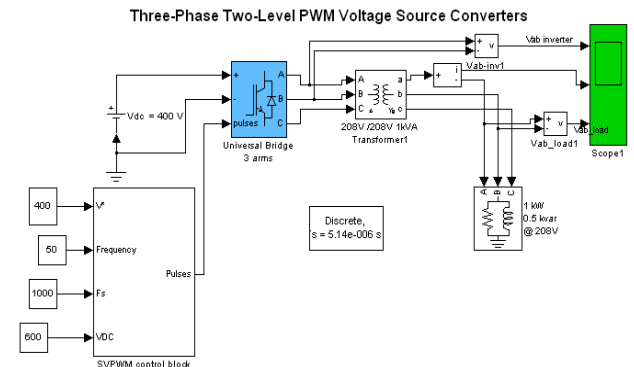 Three-Phase Two-Level PWM Voltage Source Converters
Vab inverter
+
-
v
Vab-inv1
Vdc = 400 V
+
+
-
pulses
A
B
C
Universal Bridge
3 arms
A
B
C
a
b
c
208V /208V 1kVA
Transformer1
+
-
i
+
-
v
Vab_load
Vab_load1
Scope1
A
B
C
1 kW
0.5 kvar
@ 208V
Discrete,
s = 5.14e-006 s
400
50
1000
600
V*
Frequency
Fs
VDC
Pulses
SVPWM control block